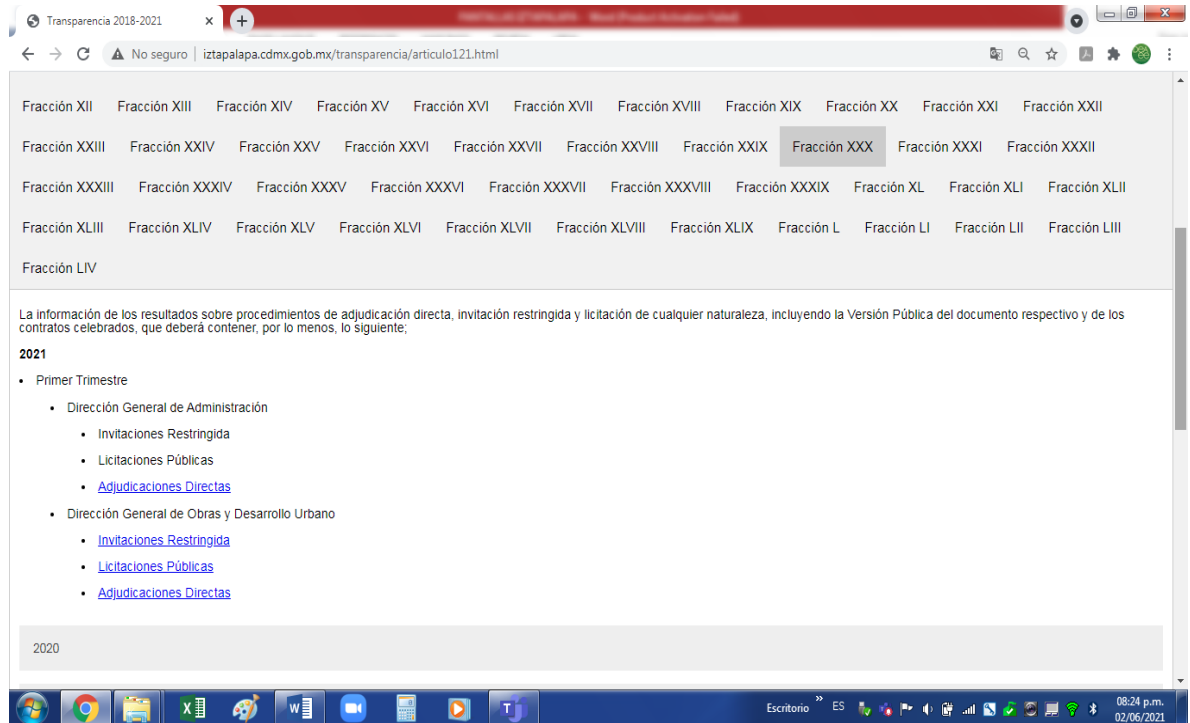 Transparencia 2018-2021
No seguro | iztapalapa.cdmx.gob.mx/transparencia/articulo121.html
Fracción XII Fracción XIII Fracción XIV Fracción XV Fracción XVI Fracción XVII Fracción XVIII Fracción XIX Fracción XX Fracción XXI Fracción XXII
Fracción XXIII Fracción XXIV Fracción XXV Fracción XXVI Fracción XXVII Fracción XXVIII Fracción XXIX Fracción XXX Fracción XXXI Fracción XXXII
Fracción XXXIII Fracción XXXIV Fracción XXXV Fracción XXXVI Fracción XXXVII Fracción XXXVIII Fracción XXXIX Fracción XL Fracción XLI Fracción XLII
Fracción XLIII Fracción XLIV Fracción XLV Fracción XLVI Fracción XLVII Fracción XLVIII Fracción XLIX Fracción L Fracción LI Fracción LII Fracción LIII
Fracción LIV
La información de los resultados sobre procedimientos de adjudicación directa, invitación restringida y licitación de cualquier naturaleza, incluyendo la Versión Pública del documento respectivo y de los
contratos celebrados, que deberá contener, por lo menos, lo siguiente;
2021
• Primer Trimestre
• Dirección General de Administración
• Invitaciones Restringida
• Licitaciones Públicas
• Adjudicaciones Directas
• Dirección General de Obras y Desarrollo Urbano
• Invitaciones Restringida
• Licitaciones Públicas
• Adjudicaciones Directas
2020
Escritorio » ES 08:24 p.m.
02/06/2021